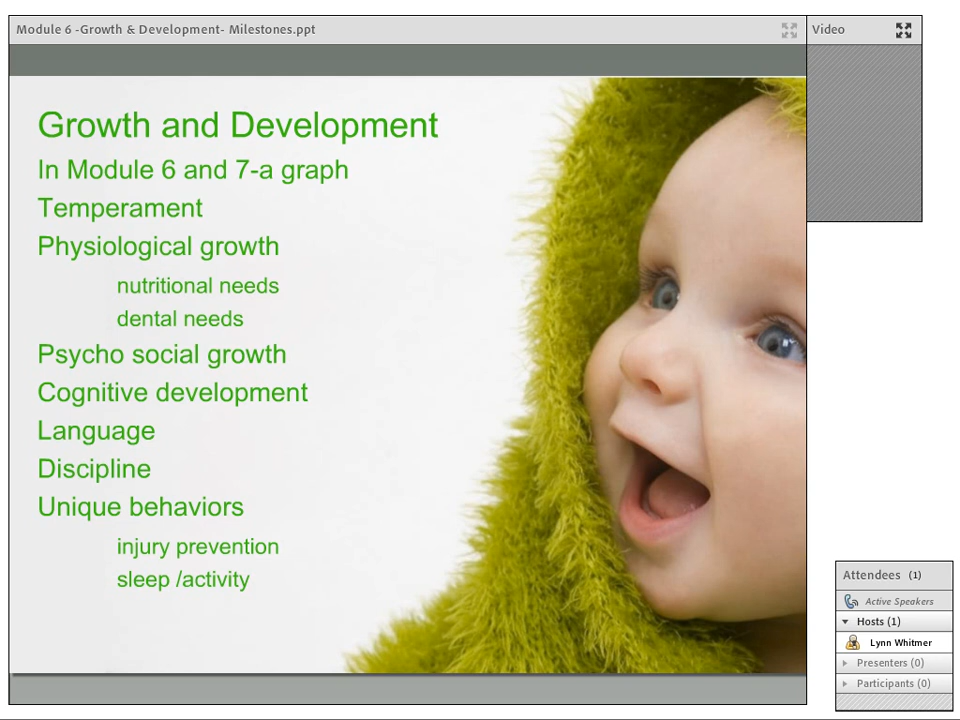 Module 6 -Growth & Development- Milestones.ppt
Video
Growth and Development
In Module 6 and 7-a graph
Temperament
Physiological growth
nutritional needs
dental needs
Psycho social growth
Cognitive development
Language
Discipline
Unique behaviors
injury prevention
sleep /activity
Attendees (1)
Active Speakers
Hosts (1)
Lynn Whitmer
Presenters (0)
Participants (0)